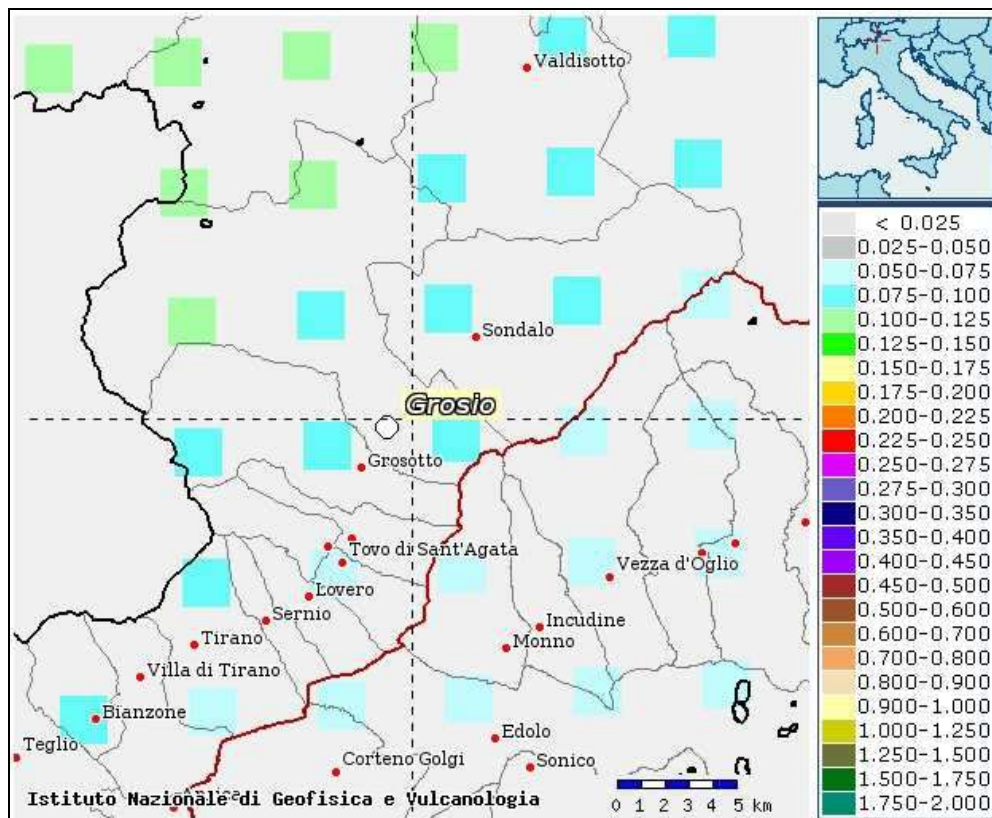 Valdisotto
Sondalo
Grosio
Grosotto
Tovo di Sant'Agata
Vezza d'Oglio
Lovero
Sernio
Incudine
Tirano
Monno
Villa di Tirano
Bianzone
Edolo
Teglio
Corteno Golgi
Sonico
Istituto Nazionale di Geofisica e Vulcanologia
0 1 2 3 4 5 km
< 0.025
0.025-0.050
0.050-0.075
0.075-0.100
0.100-0.125
0.125-0.150
0.150-0.175
0.175-0.200
0.200-0.225
0.225-0.250
0.250-0.275
0.275-0.300
0.300-0.350
0.350-0.400
0.400-0.450
0.450-0.500
0.500-0.600
0.600-0.700
0.700-0.800
0.800-0.900
0.900-1.000
1.000-1.250
1.250-1.500
1.500-1.750
1.750-2.000